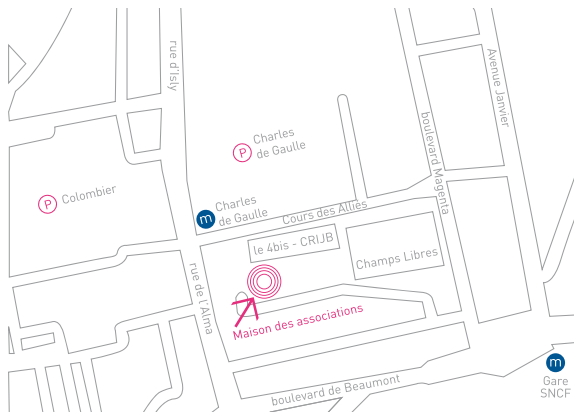 rue d'Isly
Avenue Janvier
boulevard Magenta
P
Charles
de Gaulle
P
Colombier
m
Charles
de Gaulle
Cours des Alliés
le 4bis - CRIJB
Champs Libres
rue de l'Alma
Maison des associations
boulevard de Beaumont
m
Gare
SNCF